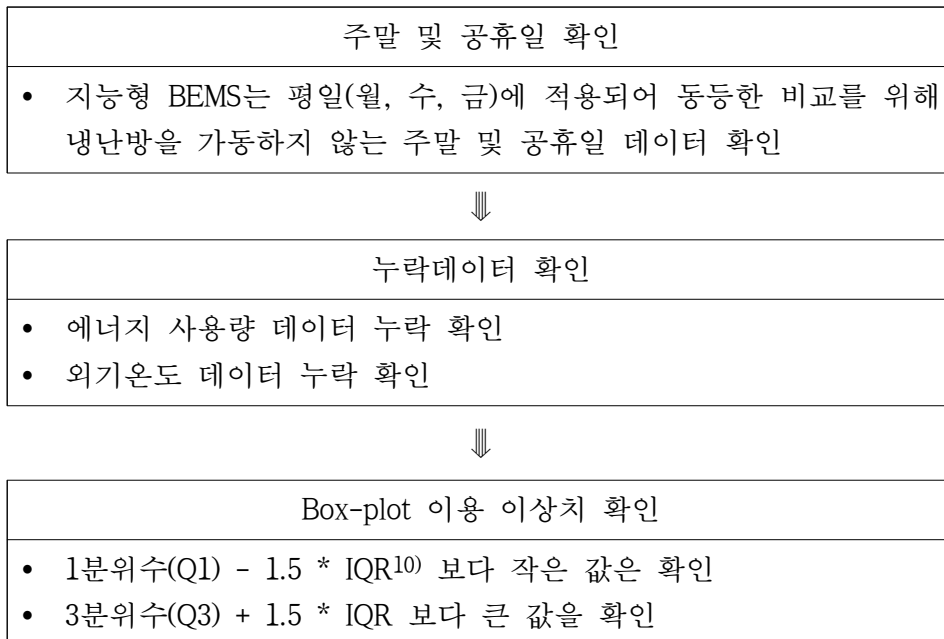 주말 및 공휴일 확인
• 지능형 BEMS는 평일(월, 수, 금)에 적용되어 동등한 비교를 위해
냉난방을 가동하지 않는 주말 및 공휴일 데이터 확인
⇓
누락데이터 확인
• 에너지 사용량 데이터 누락 확인
• 외기온도 데이터 누락 확인
⇓
Box-plot 이용 이상치 확인
• 1분위수(Q1) - 1.5 * IQR10) 보다 작은 값은 확인
• 3분위수(Q3) + 1.5 * IQR 보다 큰 값을 확인